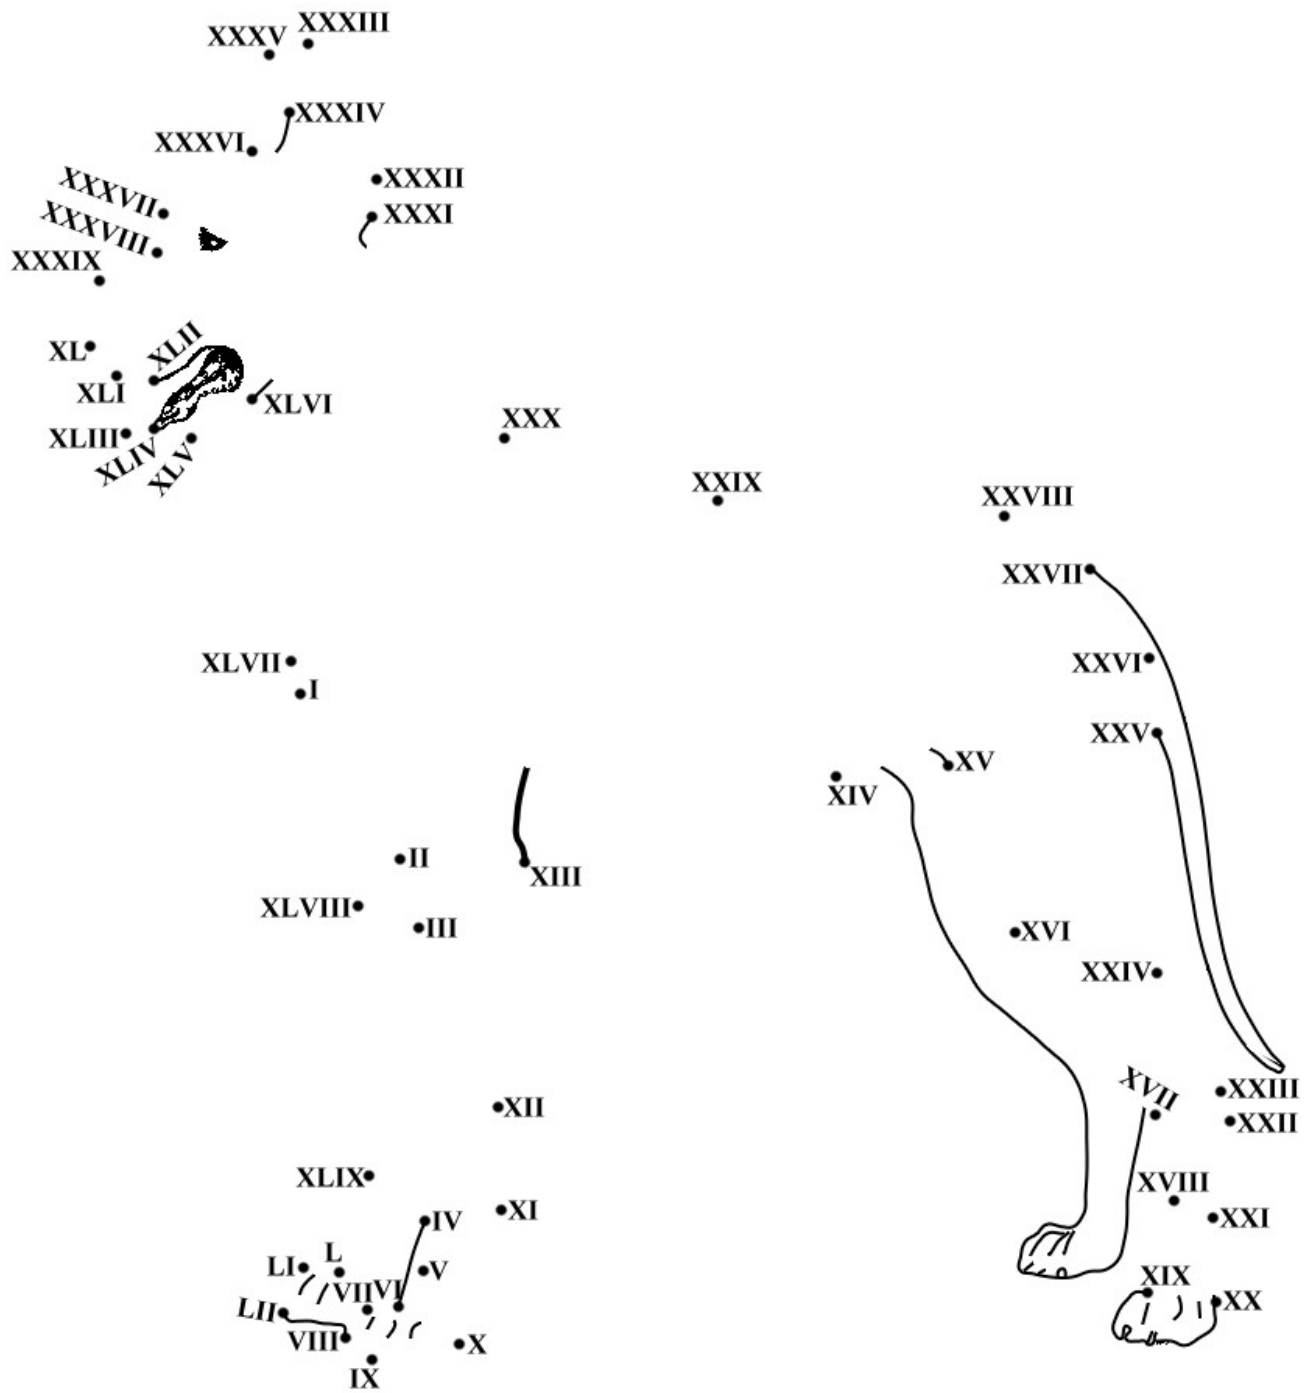 XXXV XXXIII
XXXIV
XXXVI
XXXVII XXXII
XXXVIII XXXI
XXXIX
XLII
XL
XLI XLVI
XLIII XXX
XLIV XLV
XXIX XXVIII
XXVII
XLVII XXVI
I
XXV
XV
XIV
II
XIII
XLVIII
III XVI
XXIV
XVII XXIII
XII XXII
XLIX XVIII
XI XXI
IV
L
LI V
VII VI XIX
LII XX
VIII X
IX